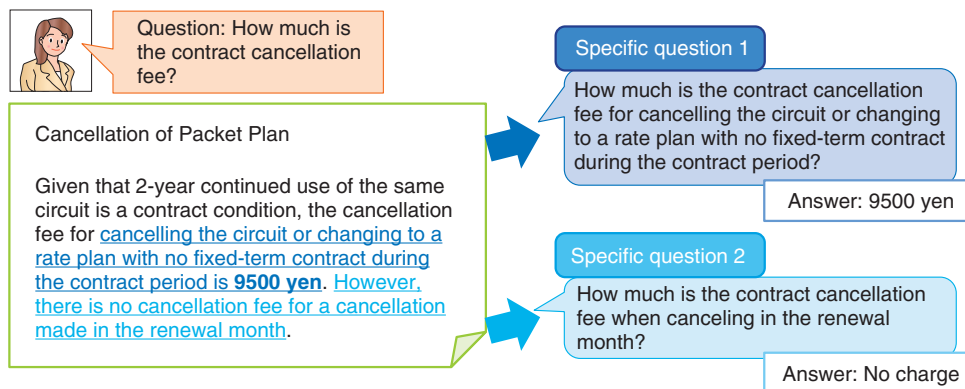 Question: How much is
the contract cancellation
fee?
Cancellation of Packet Plan
Given that 2-year continued use of the same
circuit is a contract condition, the cancellation
fee for cancelling the circuit or changing to a
rate plan with no fixed-term contract during
the contract period is 9500 yen. However,
there is no cancellation fee for a cancellation
made in the renewal month.
Specific question 1
How much is the contract cancellation
fee for cancelling the circuit or changing
to a rate plan with no fixed-term contract
during the contract period?
Answer: 9500 yen
Specific question 2
How much is the contract cancellation
fee when canceling in the renewal
month?
Answer: No charge